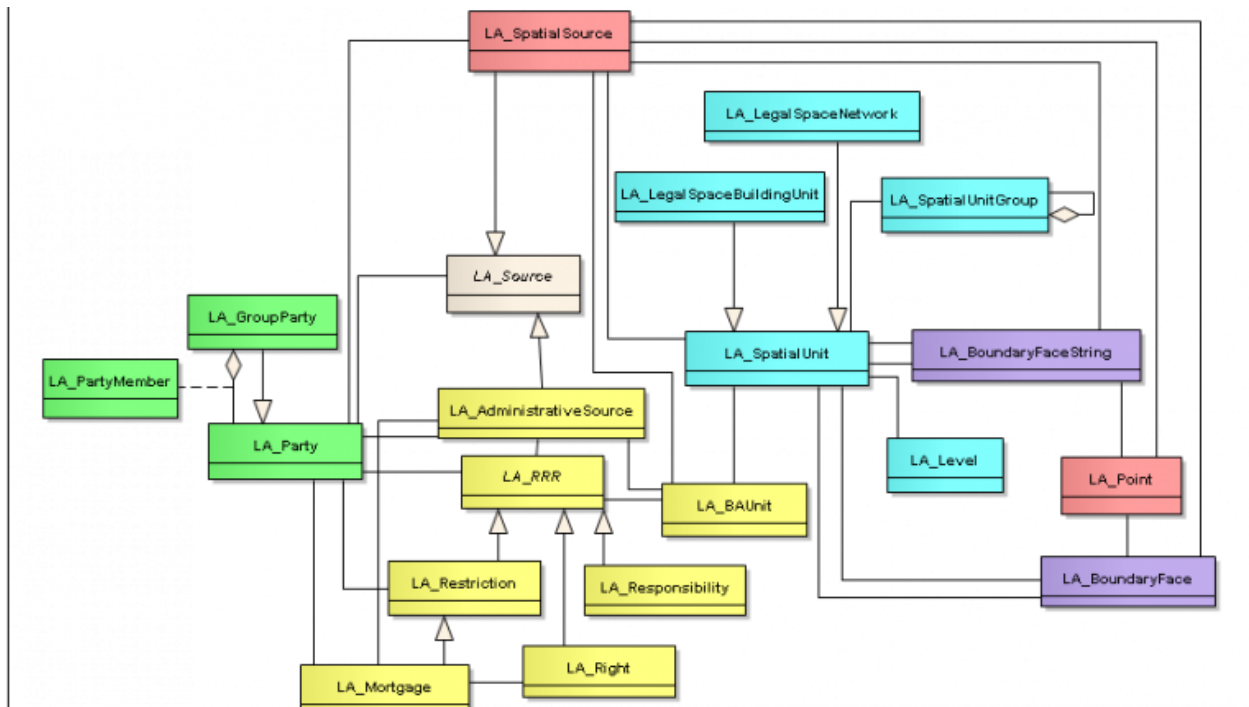 LA_SpatialSource
LA_LegalSpaceNetwork
LA_LegalSpaceBuildingUnit
LA_SpatialUnitGroup
LA_Source
LA_GroupParty
LA_SpatialUnit
LA_BoundaryFaceString
LA_PartyMember
LA_AdministrativeSource
LA_Party
LA_Level
LA_RRR
LA_Point
LA_BAUnit
LA_Restriction
LA_Responsibility
LA_BoundaryFace
LA_Right
LA_Mortgage